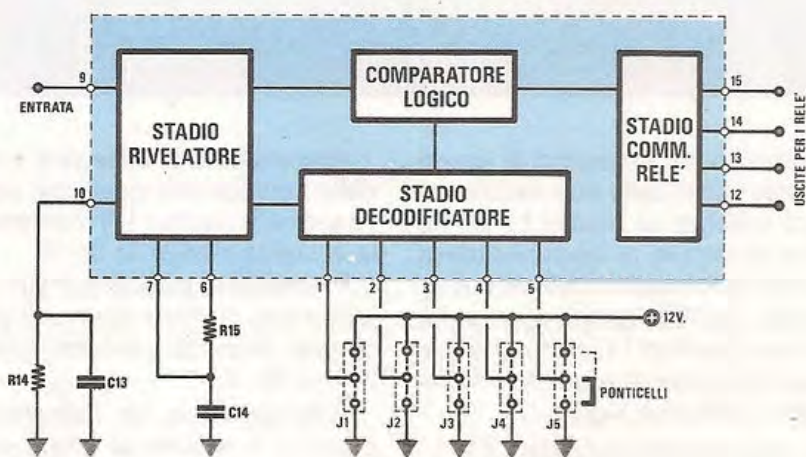 9
ENTRATA
10
STADIO
RIVELATORE
COMPARATORE
LOGICO
STADIO
DECODIFICATORE
STADIO
COMM.
RELE'
15
14
13
12
USCITE PER I RELE'
7
6
1
2
3
4
5
R15
12V.
R14
C13
C14
J1
J2
J3
J4
J5
PONTICELLI